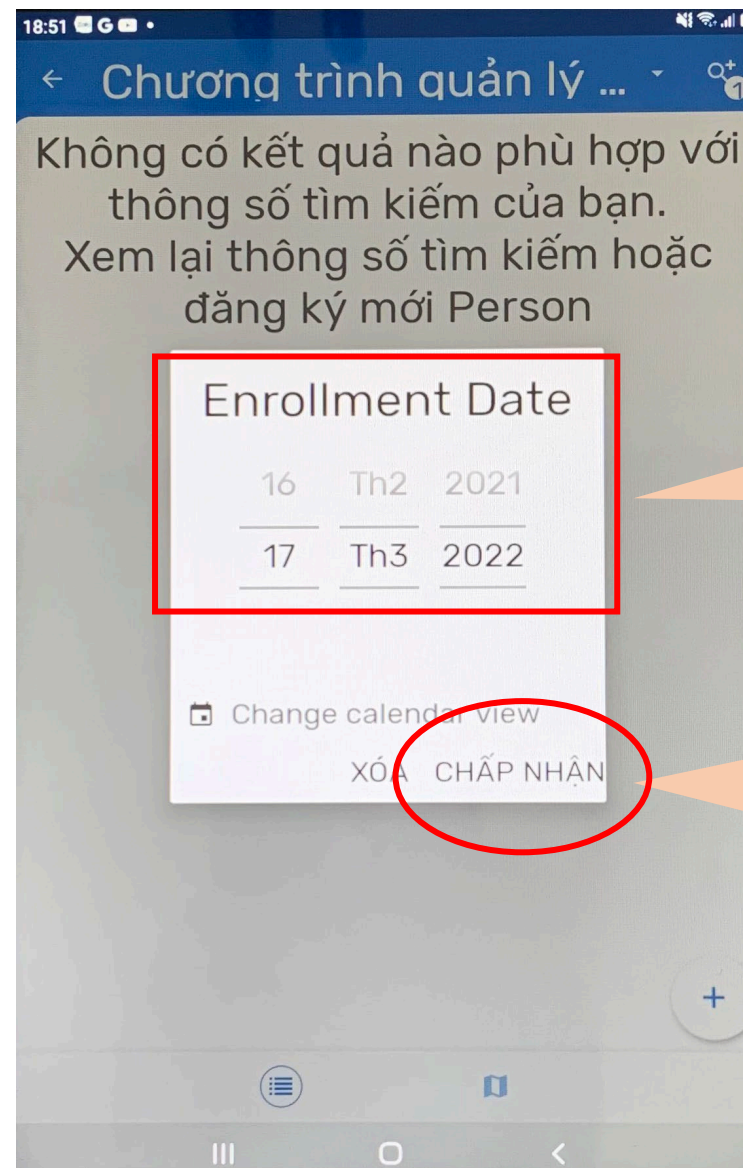 18:51 G
Chương trình quản lý ...
Không có kết quả nào phù hợp với
thông số tìm kiếm của bạn.
Xem lại thông số tìm kiếm hoặc
đăng ký mới Person
Enrollment Date
16 Th2 2021
17 Th3 2022
Change calendar view
XÓA CHẤP NHẬN